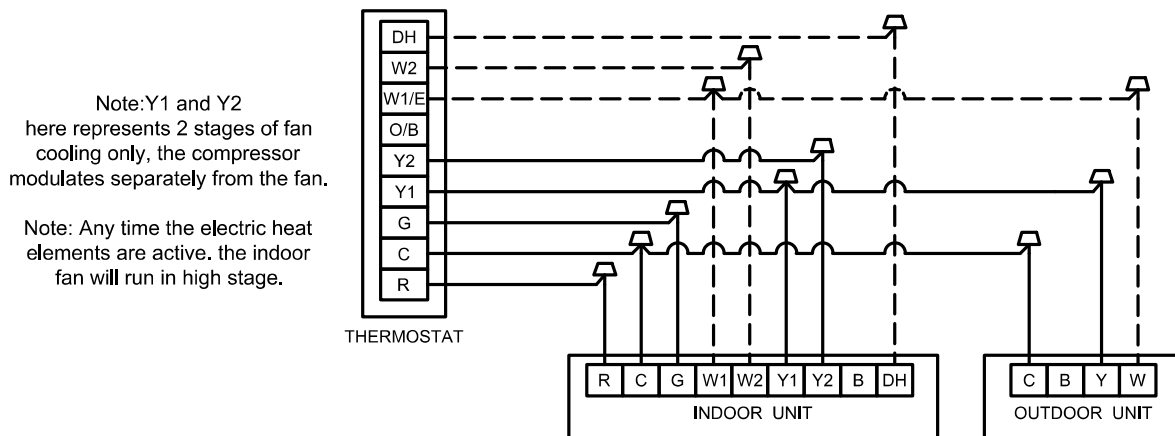 Note:Y1 and Y2
here represents 2 stages of fan
cooling only, the compressor
modulates separately from the fan.
Note: Any time the electric heat
elements are active. the indoor
fan will run in high stage.
DH
W2
W1/E
O/B
Y2
Y1
G
C
R
THERMOSTAT
R C G W1 W2 Y1 Y2 B DH
INDOOR UNIT
C B Y W
OUTDOOR UNIT